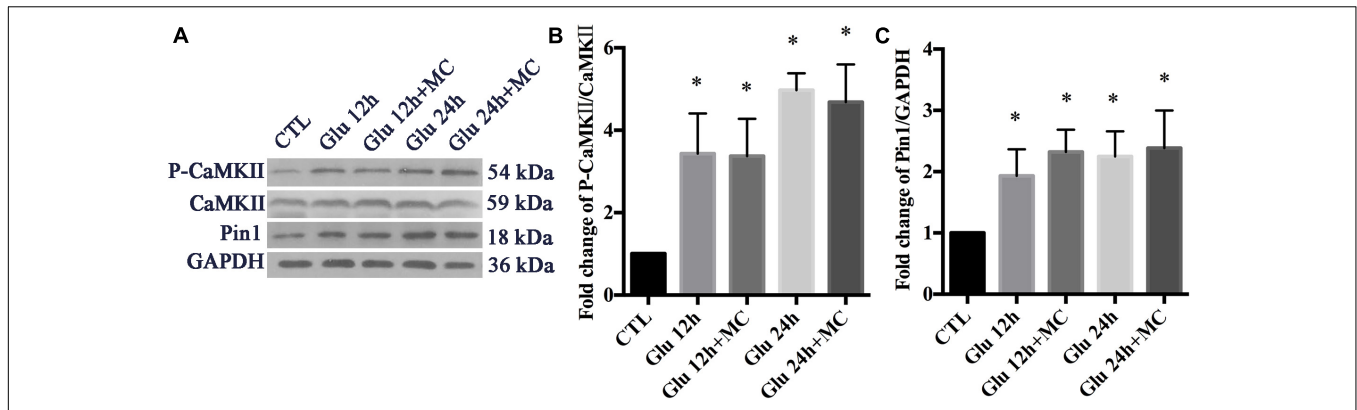 A
CTL
Glu 12h
Glu 12h+MC
Glu 24h
Glu 24h+MC
P-CaMKII 54 kDa
CaMKII 59 kDa
Pin1 18 kDa
GAPDH 36 kDa
B
Fold change of P-CaMKII/CaMKII
6
4
2
0
* * * *
CTL
Glu 12h
Glu 12h+MC
Glu 24h
Glu 24h+MC
C
Fold change of Pin1/GAPDH
4
3
2
1
0
* * * *
CTL
Glu 12h
Glu 12h+MC
Glu 24h
Glu 24h+MC